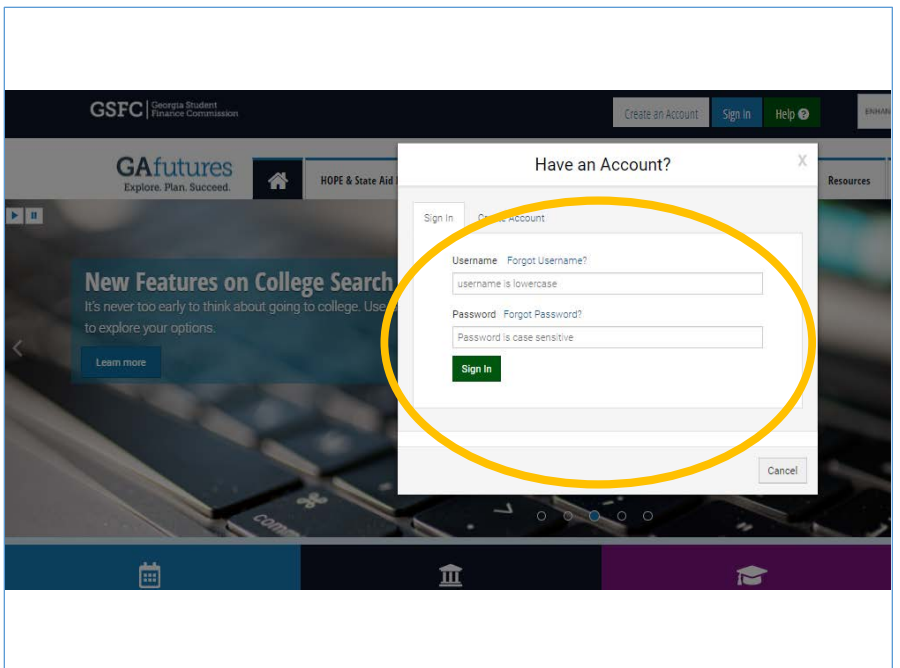 GSFC Georgia Student
Finance Commission
Create an Account Sign In Help
ENHAN
GAfutures
Explore. Plan. Succeed.
HOPE & State Aid
Resources
Have an Account? X
Sign In Create Account
Username Forgot Username?
username is lowercase
Password Forgot Password?
Password is case sensitive
Sign In
Cancel
New Features on College Search
It's never too early to think about going to college. Use
to explore your options.
Learn more